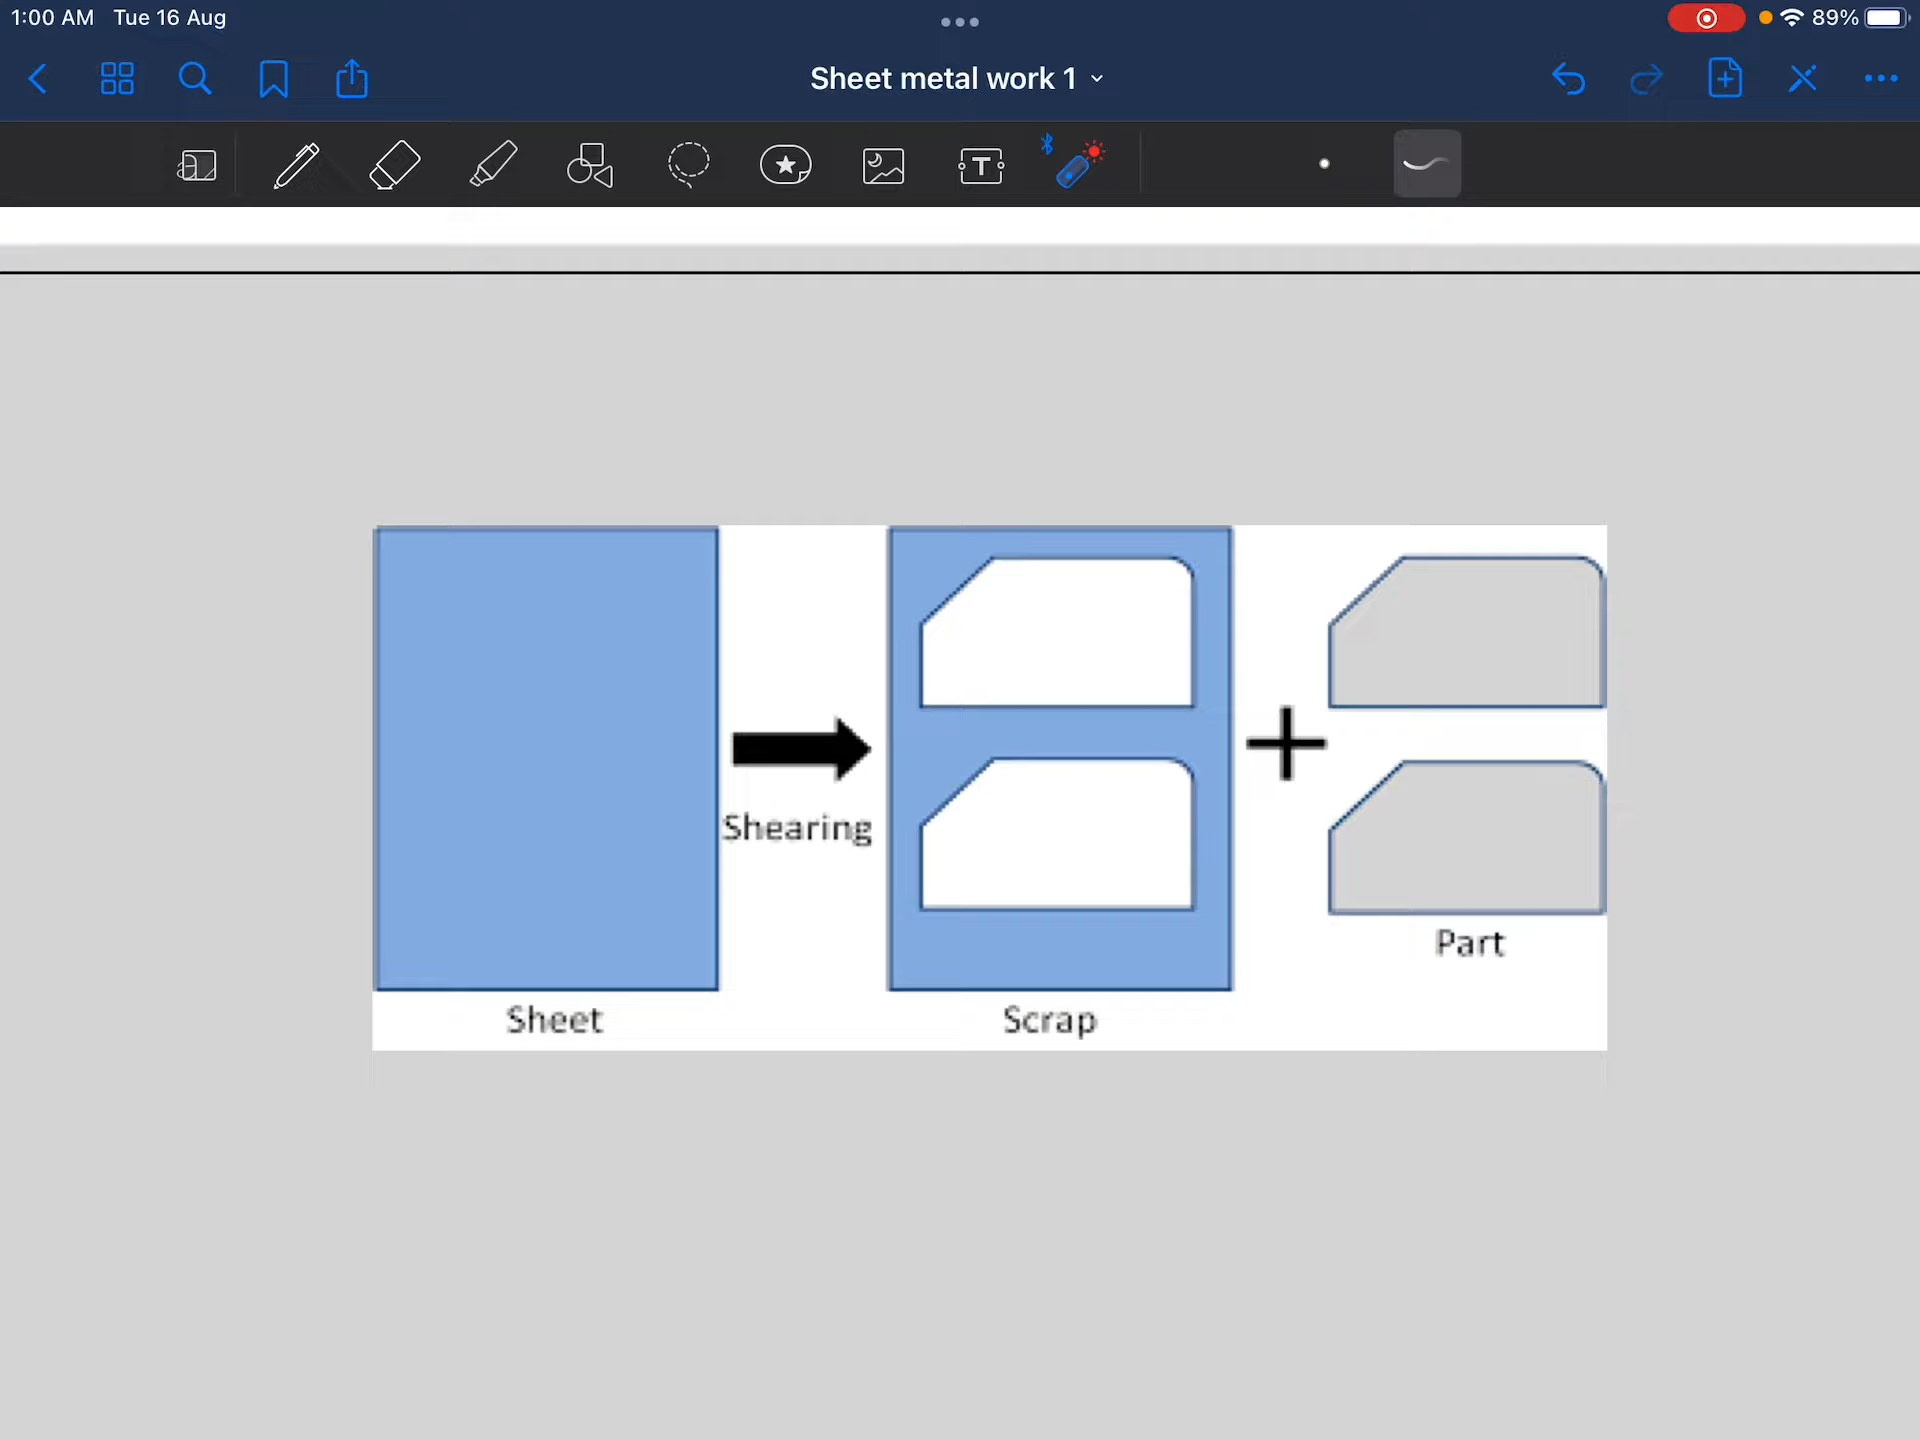 1:00 AM Tue 16 Aug
89%
Sheet metal work 1
T
Shearing
Part
Sheet
Scrap